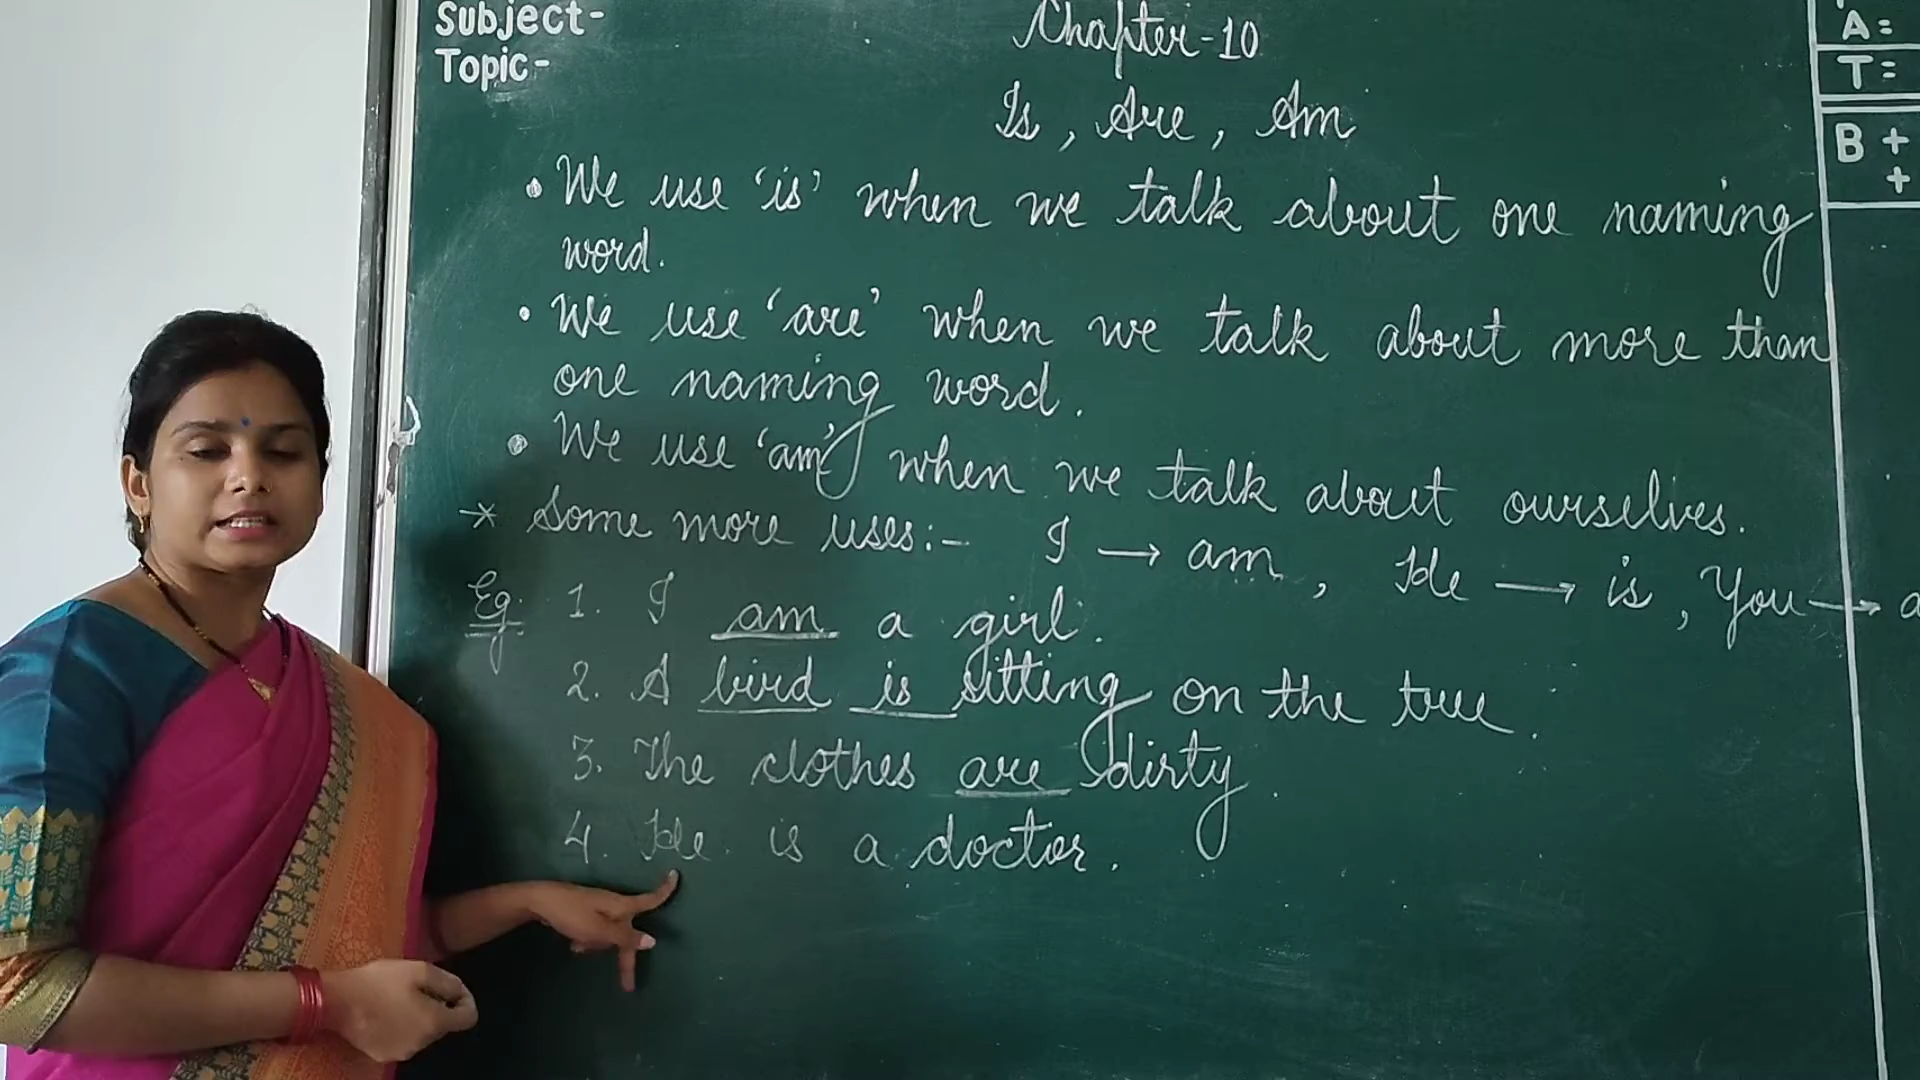 Subject-
Topic-
Chapter-10
Is, Are, Am
• We use 'is' when we talk about one naming
word.
• We use 'are' when we talk about more than
one naming word.
• We use 'am' when we talk about ourselves.
* Some more uses:- I → am, He → is, You → a
Eg: 1. I am a girl.
2. A bird is sitting on the tree.
3. The clothes are dirty.
4. He is a doctor.
A=
T=
B +
+